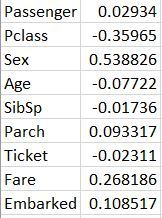 Passenger 0.02934
Pclass -0.35965
Sex 0.538826
Age -0.07722
SibSp -0.01736
Parch 0.093317
Ticket -0.02311
Fare 0.268186
Embarked 0.108517